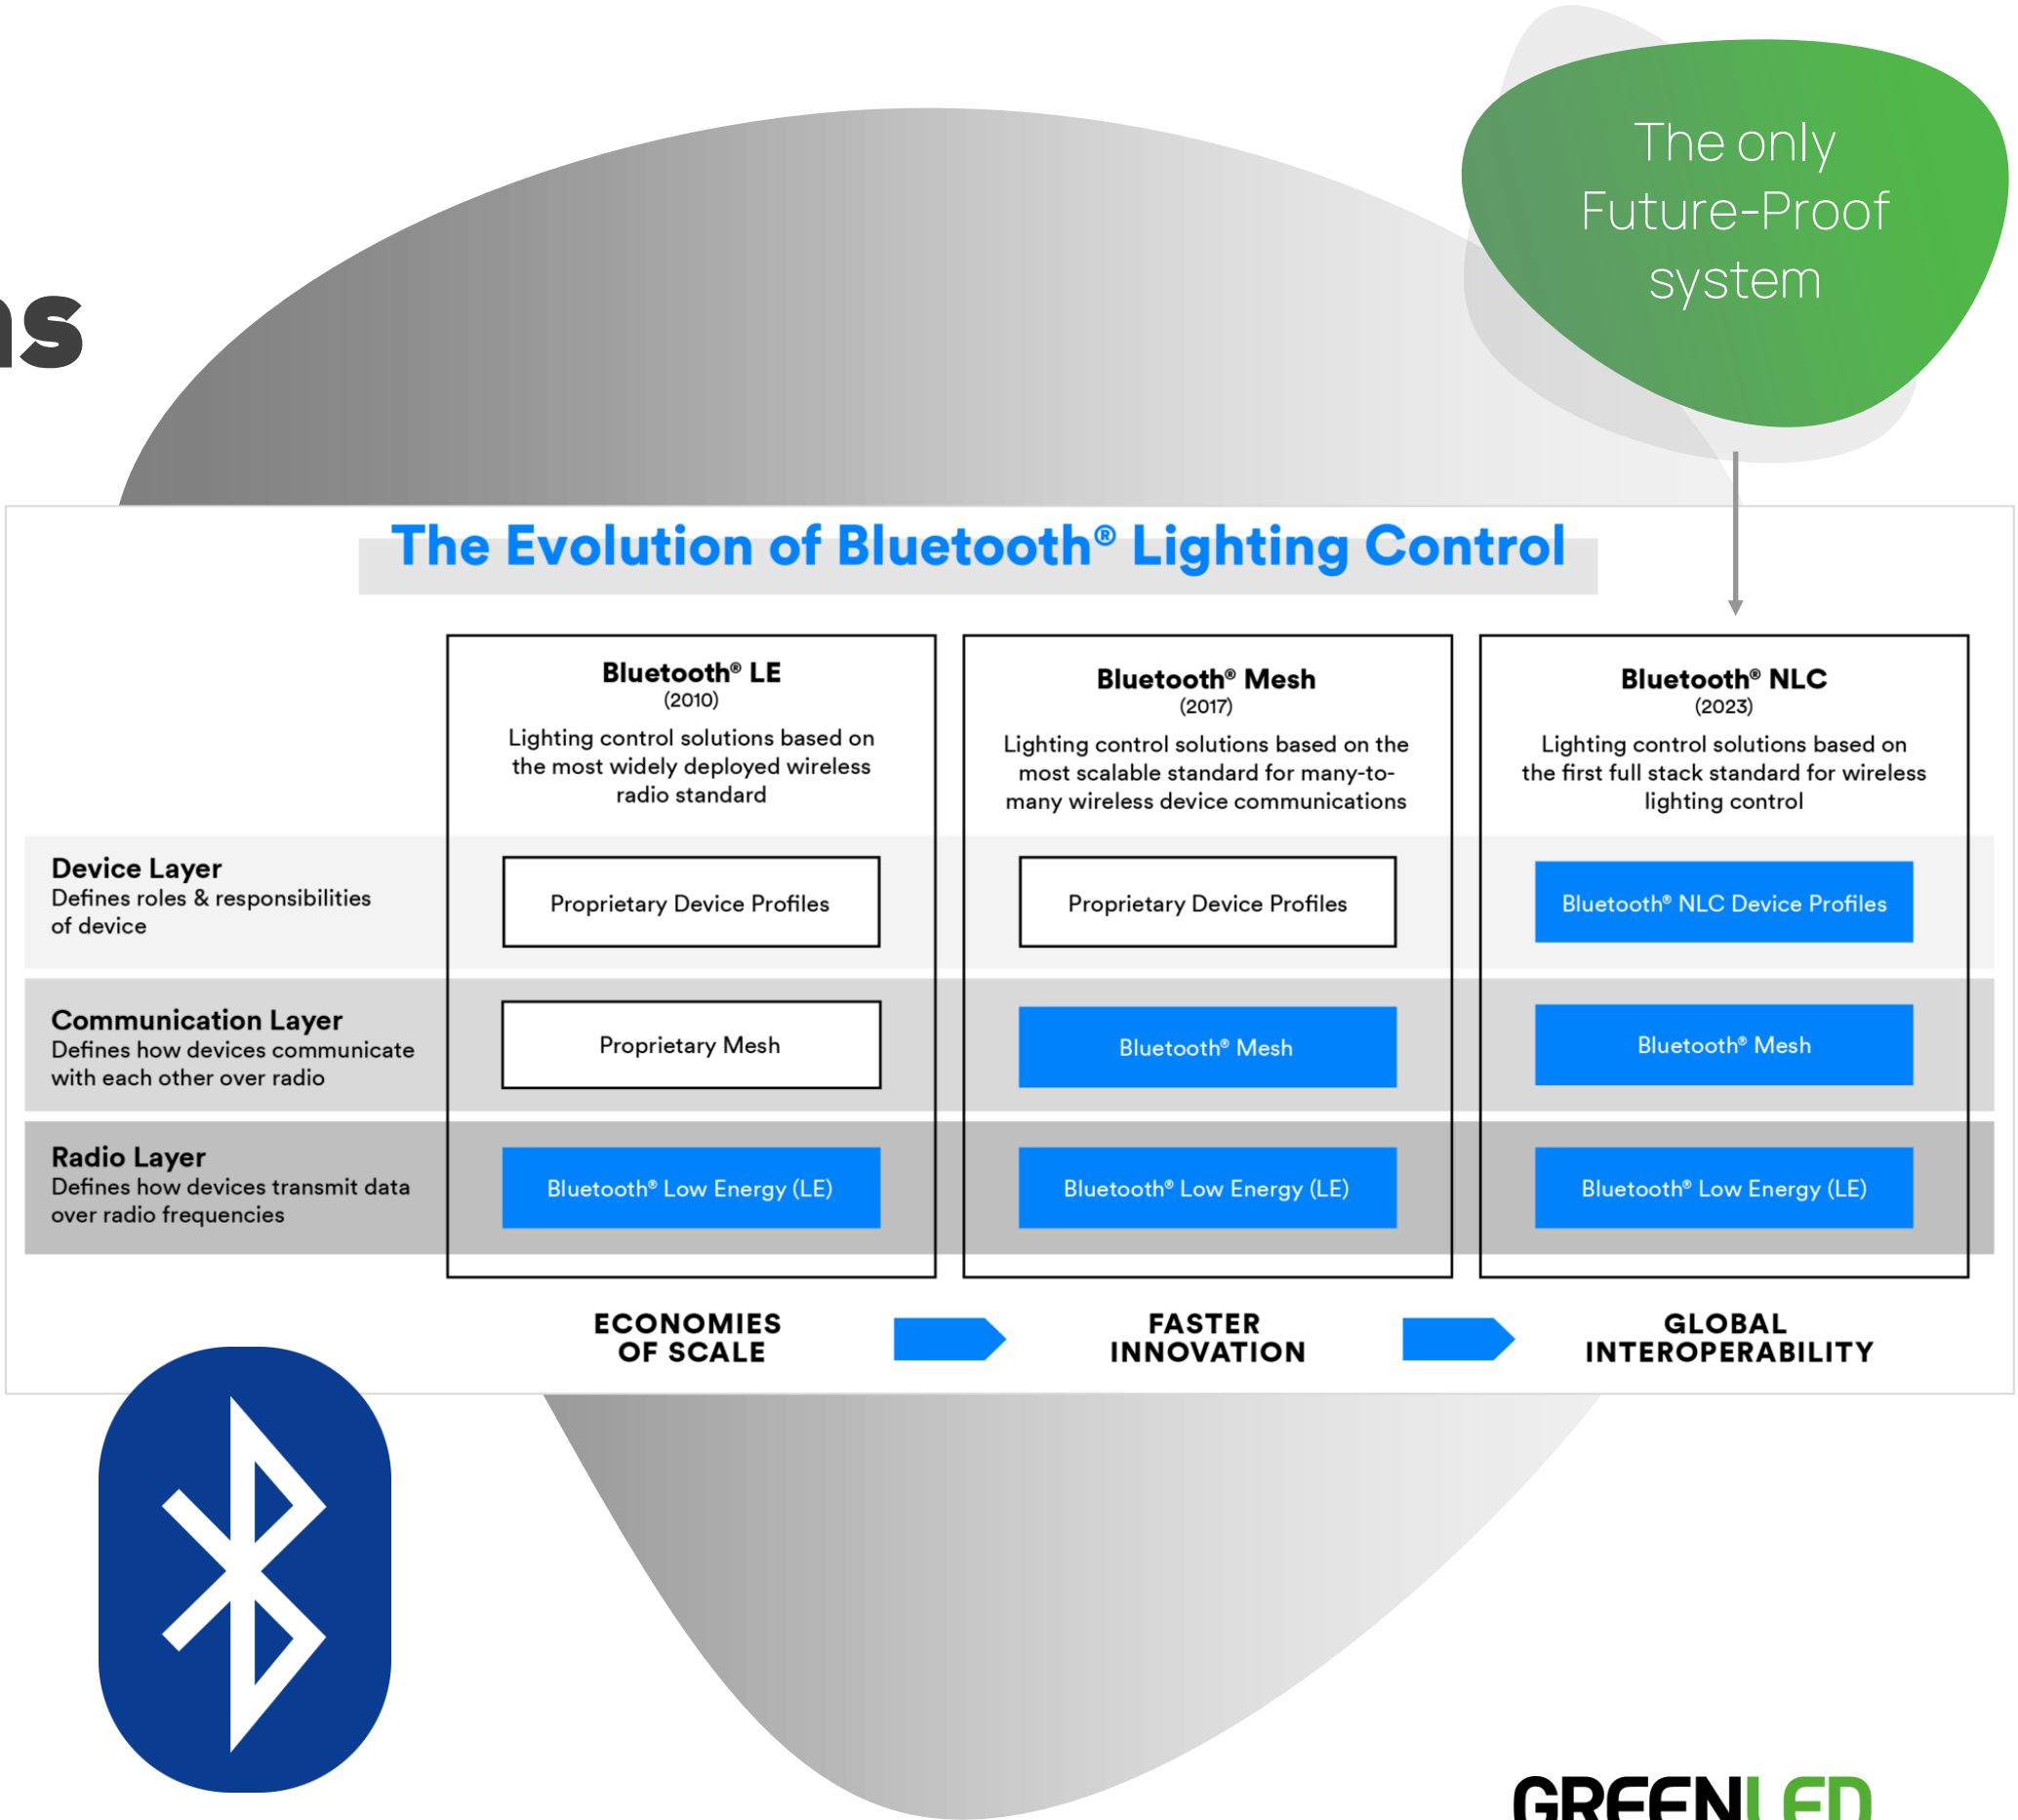 The only
Future-Proof
system
The Evolution of Bluetooth® Lighting Control
Bluetooth® LE
(2010)
Lighting control solutions based on
the most widely deployed wireless
radio standard
Bluetooth® Mesh
(2017)
Lighting control solutions based on the
most scalable standard for many-to-
many wireless device communications
Bluetooth® NLC
(2023)
Lighting control solutions based on
the first full stack standard for wireless
lighting control
Device Layer
Defines roles & responsibilities
of device
Proprietary Device Profiles
Proprietary Device Profiles
Bluetooth® NLC Device Profiles
Communication Layer
Defines how devices communicate
with each other over radio
Proprietary Mesh
Bluetooth® Mesh
Bluetooth® Mesh
Radio Layer
Defines how devices transmit data
over radio frequencies
Bluetooth® Low Energy (LE)
Bluetooth® Low Energy (LE)
Bluetooth® Low Energy (LE)
ECONOMIES
OF SCALE
FASTER
INNOVATION
GLOBAL
INTEROPERABILITY
GREENLED